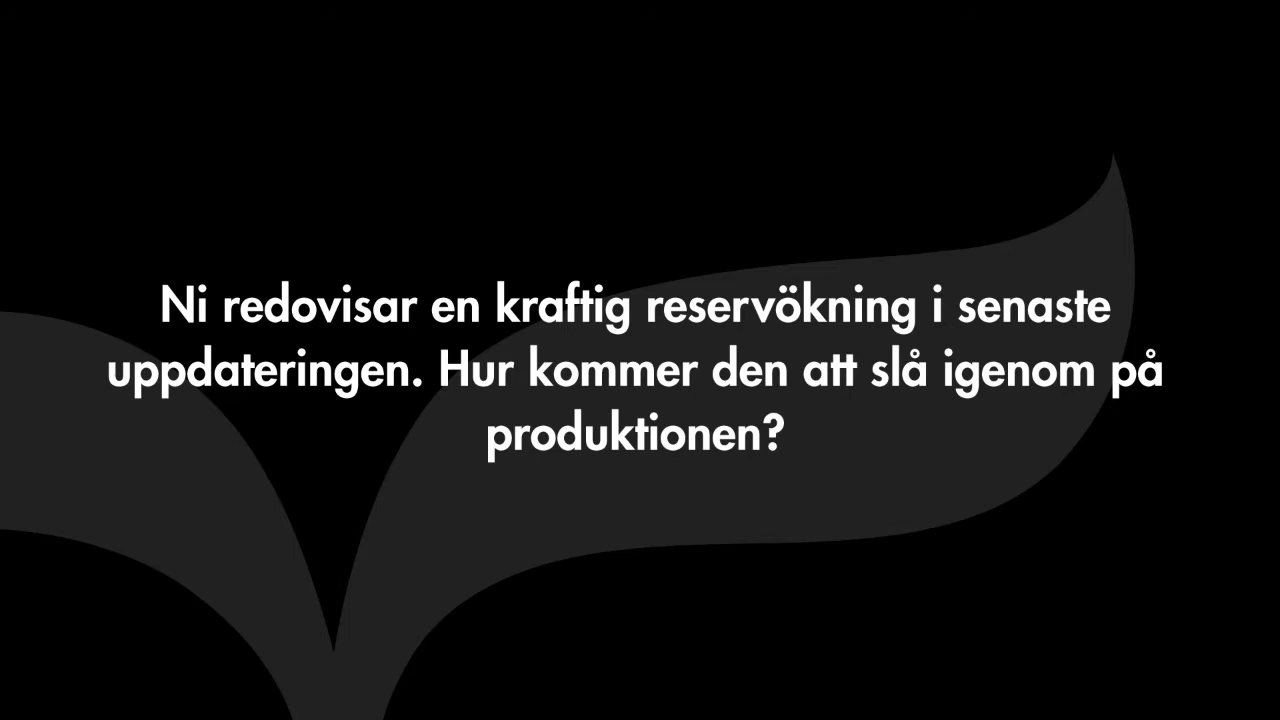 Ni redovisar en kraftig reservökning i senaste
uppdateringen. Hur kommer den att slå igenom på
produktionen?